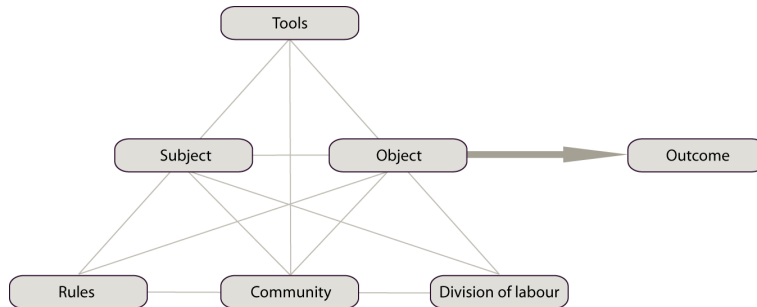 Tools
Subject
Object
Outcome
Rules
Community
Division of labour